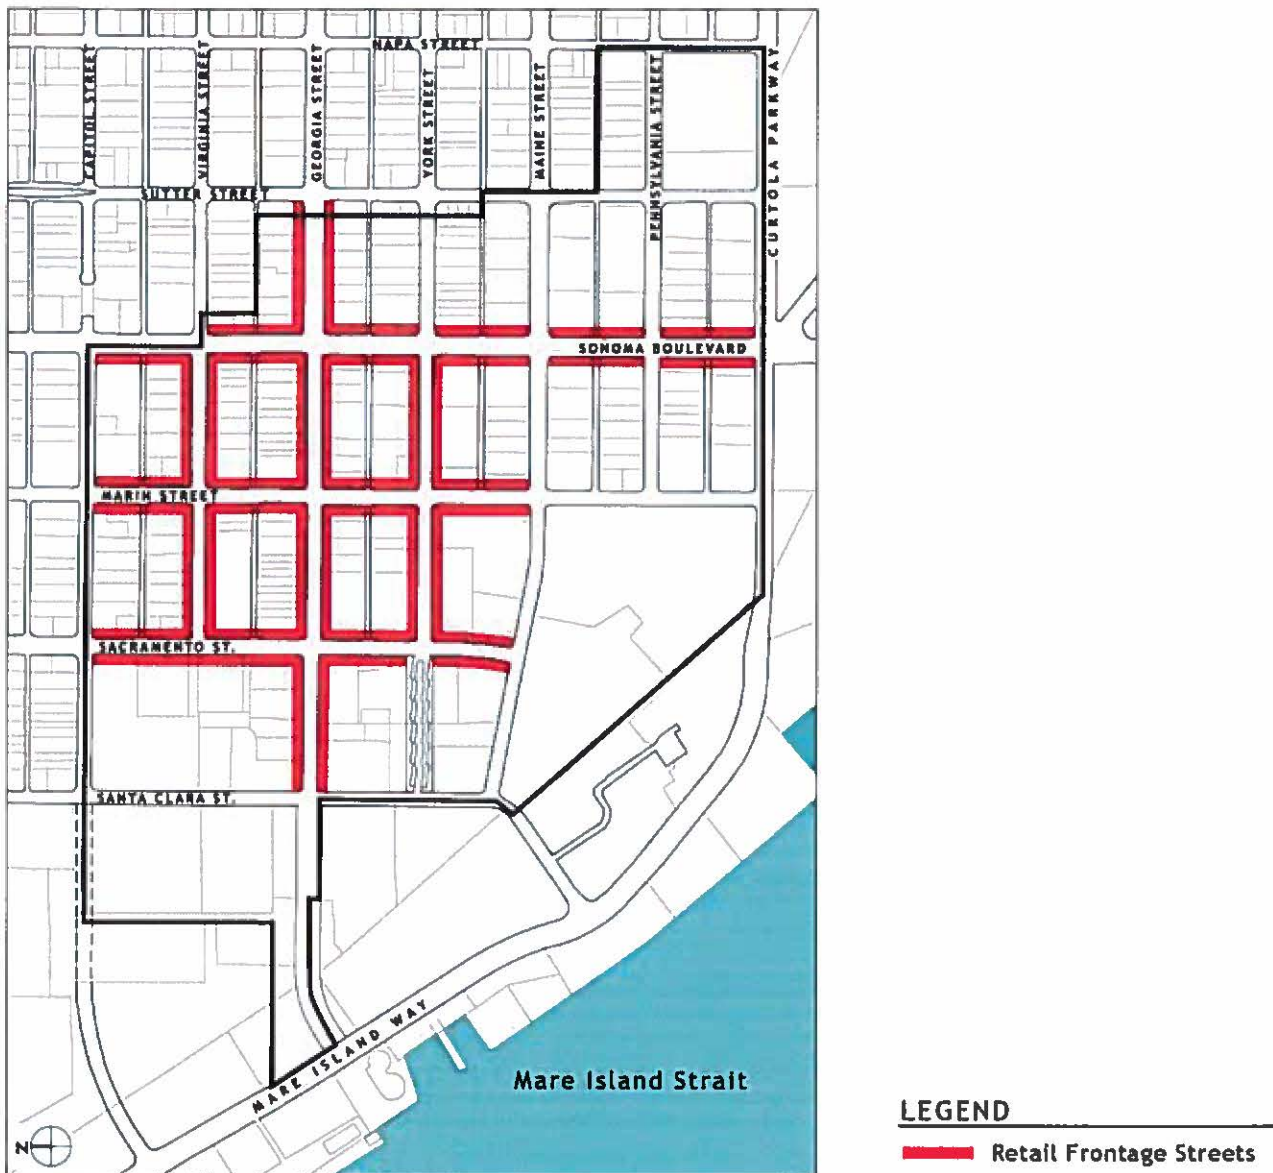 NAPA STREET
CAPITOL STREET
VIRGINIA STREET
GEORGIA STREET
YORK STREET
MAINE STREET
PENNSYLVANIA STREET
CURTOLA PARKWAY
SUTTER STREET
SONOMA BOULEVARD
MARIN STREET
SACRAMENTO ST.
SANTA CLARA ST.
MARE ISLAND WAY
Mare Island Strait
N
LEGEND
Retail Frontage Streets